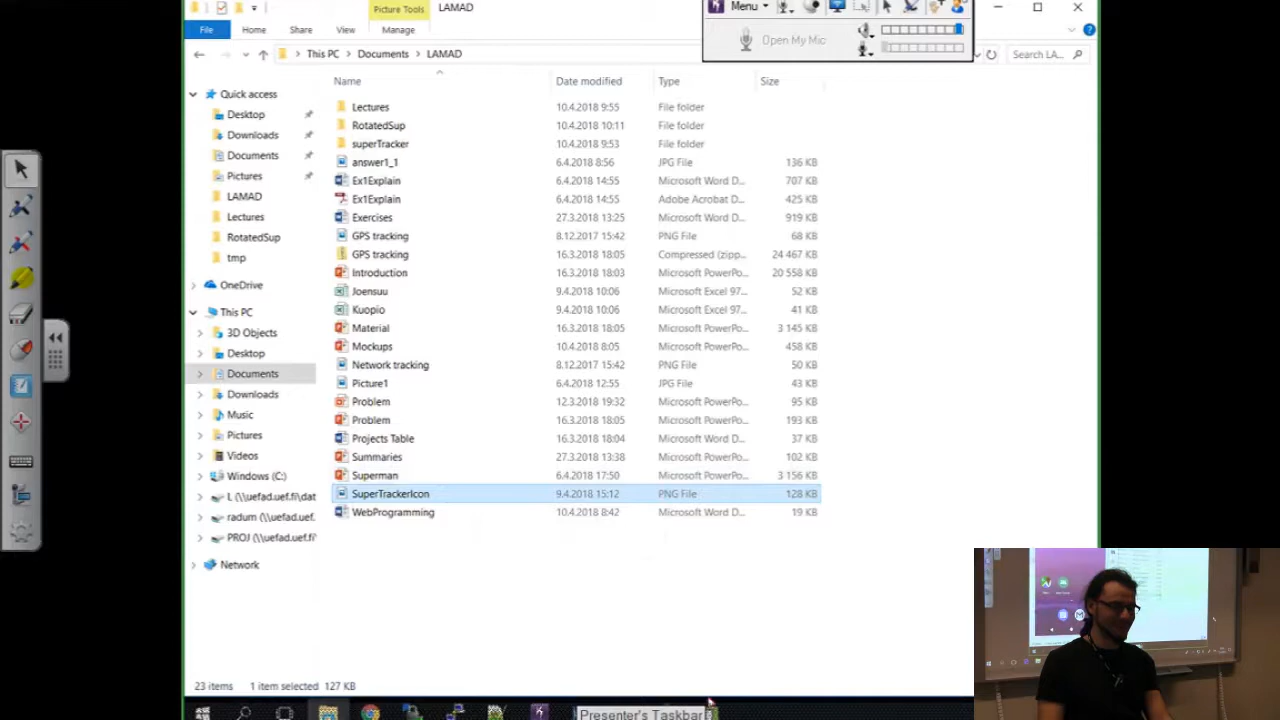 Picture Tools LAMAD
Menu
File Home Share View Manage
Open My Mic
This PC Documents LAMAD Search LA...
Name Date modified Type Size
Quick access
Desktop
Downloads
Documents
Pictures
LAMAD
Lectures
RotatedSup
tmp
OneDrive
This PC
3D Objects
Desktop
Documents
Downloads
Music
Pictures
Videos
Windows (C:)
L (\\uefad.uef.fi\dat
radum (\\uefad.uef.
PROJ (\\uefad.uef.fi
Network
Lectures 10.4.2018 9:55 File folder
RotatedSup 10.4.2018 10:11 File folder
superTracker 10.4.2018 9:53 File folder
answer1_1 6.4.2018 8:56 JPG File 136 KB
Ex1Explain 6.4.2018 14:55 Microsoft Word D... 707 KB
Ex1Explain 6.4.2018 14:55 Adobe Acrobat D... 425 KB
Exercises 27.3.2018 13:25 Microsoft Word D... 919 KB
GPS tracking 8.12.2017 15:42 PNG File 68 KB
GPS tracking 16.3.2018 18:05 Compressed (zipp... 24 467 KB
Introduction 16.3.2018 18:03 Microsoft PowerPo... 20 558 KB
Joensuu 9.4.2018 10:06 Microsoft Excel 97... 52 KB
Kuopio 9.4.2018 10:06 Microsoft Excel 97... 41 KB
Material 16.3.2018 18:05 Microsoft PowerPo... 3 145 KB
Mockups 10.4.2018 8:05 Microsoft PowerPo... 458 KB
Network tracking 8.12.2017 15:42 PNG File 50 KB
Picture1 6.4.2018 12:55 JPG File 43 KB
Problem 12.3.2018 19:32 Microsoft PowerPo... 95 KB
Problem 16.3.2018 18:05 Microsoft PowerPo... 193 KB
Projects Table 16.3.2018 18:04 Microsoft Word D... 37 KB
Summaries 27.3.2018 13:38 Microsoft PowerPo... 102 KB
Superman 6.4.2018 17:50 Microsoft PowerPo... 3 156 KB
SuperTrackerIcon 9.4.2018 15:12 PNG File 128 KB
WebProgramming 10.4.2018 8:42 Microsoft Word D... 19 KB
23 items 1 item selected 127 KB
Presenter's Taskbar